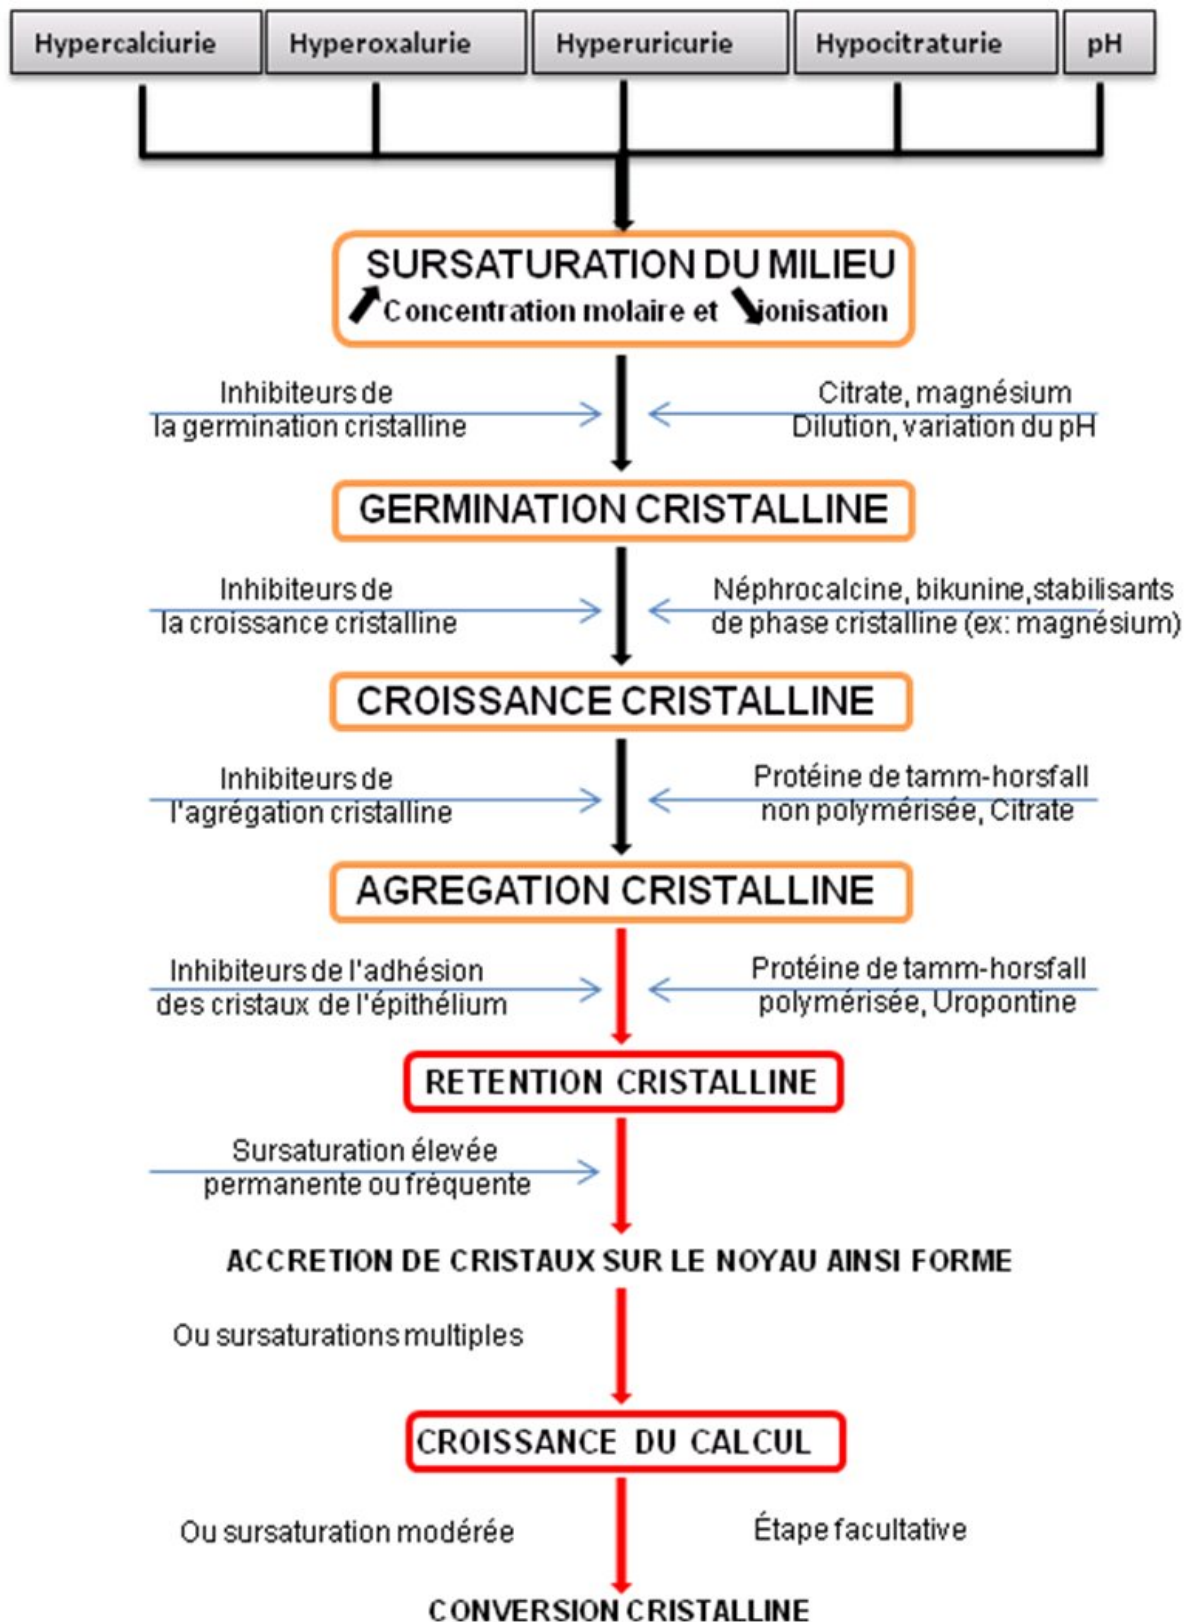 Hypercalciurie
Hyperoxalurie
Hyperuricurie
Hypocitraturie
pH
SURSATURATION DU MILIEU
Concentration molaire et ionisation
Inhibiteurs de
la germination cristalline
Citrate, magnésium
Dilution, variation du pH
GERMINATION CRISTALLINE
Inhibiteurs de
la croissance cristalline
Néphrocalcine, bikunine,stabilisants
de phase cristalline (ex: magnésium)
CROISSANCE CRISTALLINE
Inhibiteurs de
l'agrégation cristalline
Protéine de tamm-horsfall
non polymérisée, Citrate
AGREGATION CRISTALLINE
Inhibiteurs de l'adhésion
des cristaux de l'épithélium
Protéine de tamm-horsfall
polymérisée, Uropontine
RETENTION CRISTALLINE
Sursaturation élevée
permanente ou fréquente
ACCRETION DE CRISTAUX SUR LE NOYAU AINSI FORME
Ou sursaturations multiples
CROISSANCE DU CALCUL
Ou sursaturation modérée
Étape facultative
CONVERSION CRISTALLINE